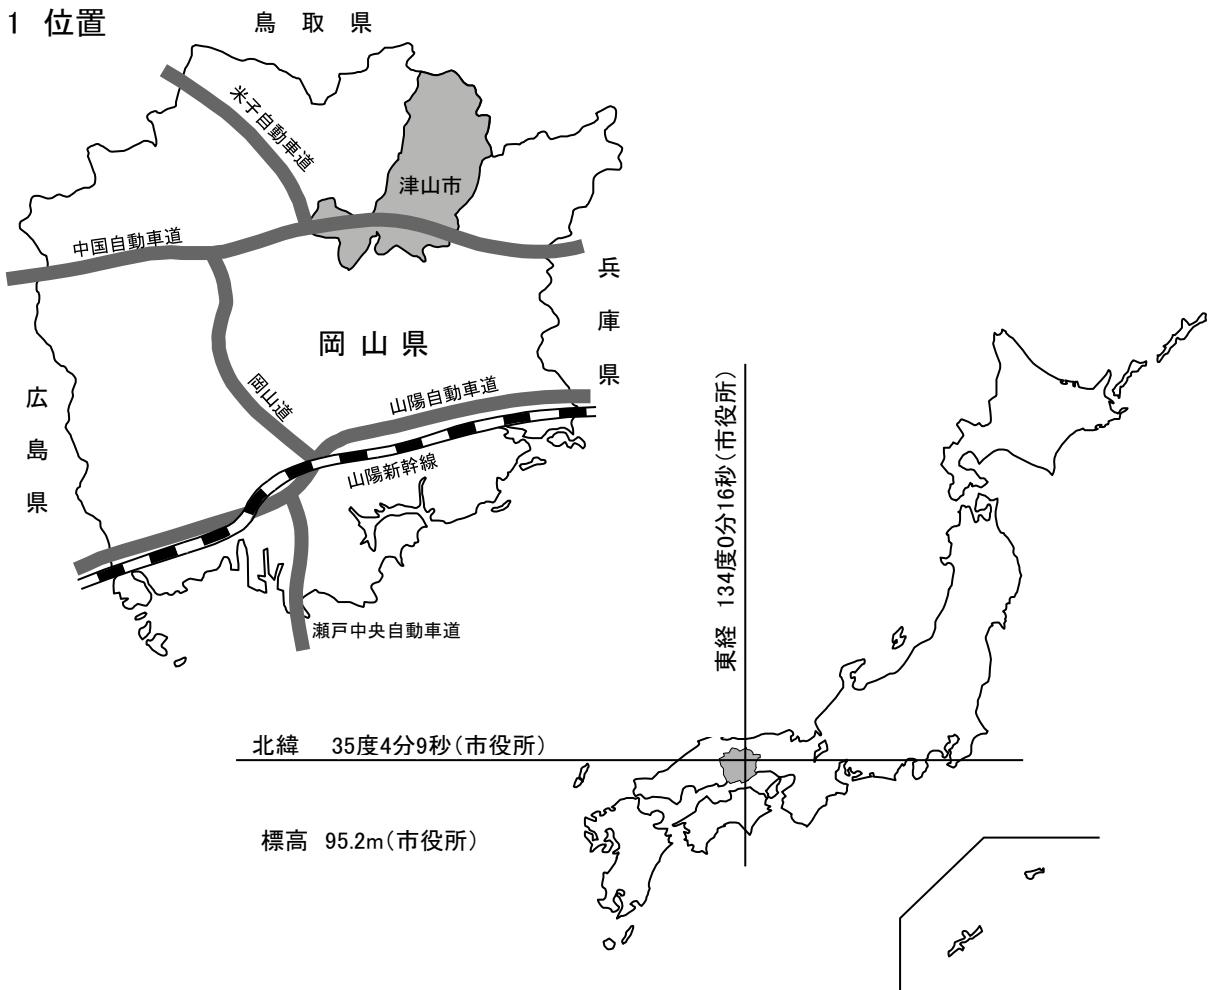 1 位置
鳥 取 県
米子自動車道
津山市
中国自動車道
兵庫県
岡 山 県
広島県
岡山道
山陽自動車道
山陽新幹線
瀬戸中央自動車道
東経 134度0分16秒(市役所)
北緯 35度4分9秒(市役所)
標高 95.2m(市役所)